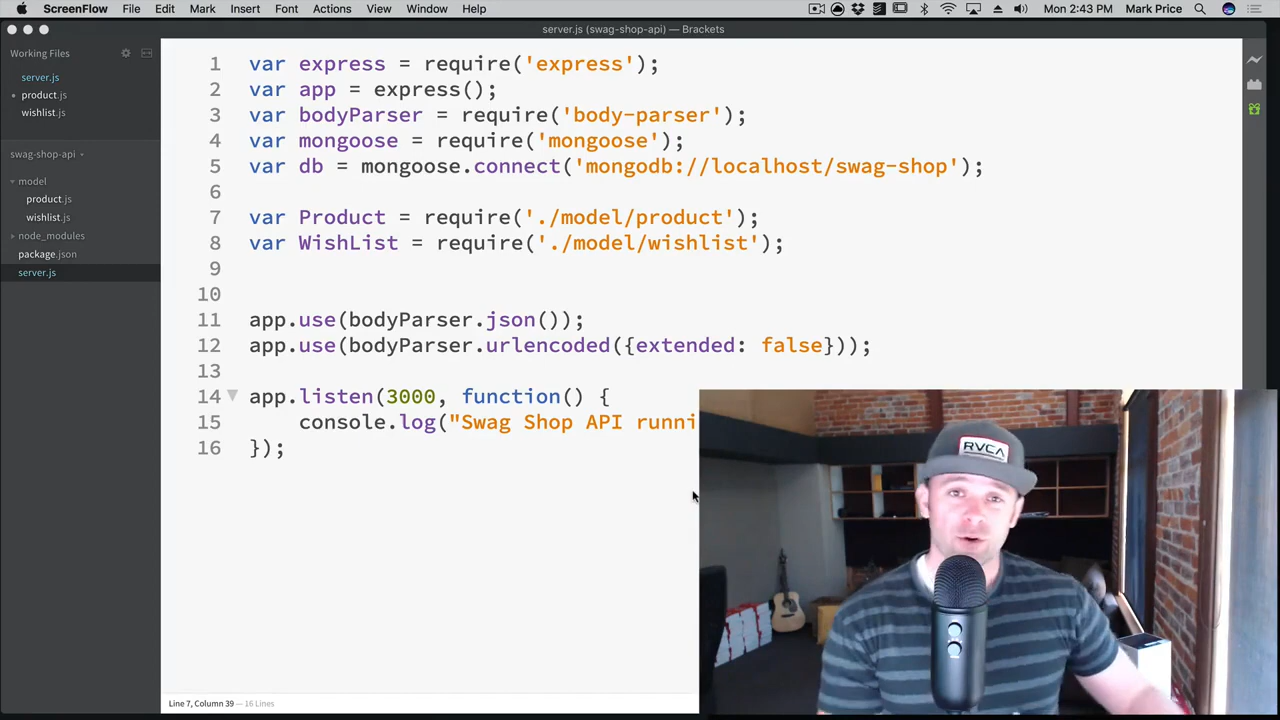 ScreenFlow File Edit Mark Insert Font Actions View Window Help Mon 2:43 PM Mark Price
server.js (swag-shop-api) — Brackets
Working Files
server.js
product.js
wishlist.js
swag-shop-api
model
product.js
wishlist.js
node_modules
package.json
server.js
1 var express = require('express');
2 var app = express();
3 var bodyParser = require('body-parser');
4 var mongoose = require('mongoose');
5 var db = mongoose.connect('mongodb://localhost/swag-shop');
6
7 var Product = require('./model/product');
8 var WishList = require('./model/wishlist');
9
10
11 app.use(bodyParser.json());
12 app.use(bodyParser.urlencoded({extended: false}));
13
14 app.listen(3000, function() {
15 console.log("Swag Shop API runni
16 });
RVCA
Line 7, Column 39 — 16 Lines